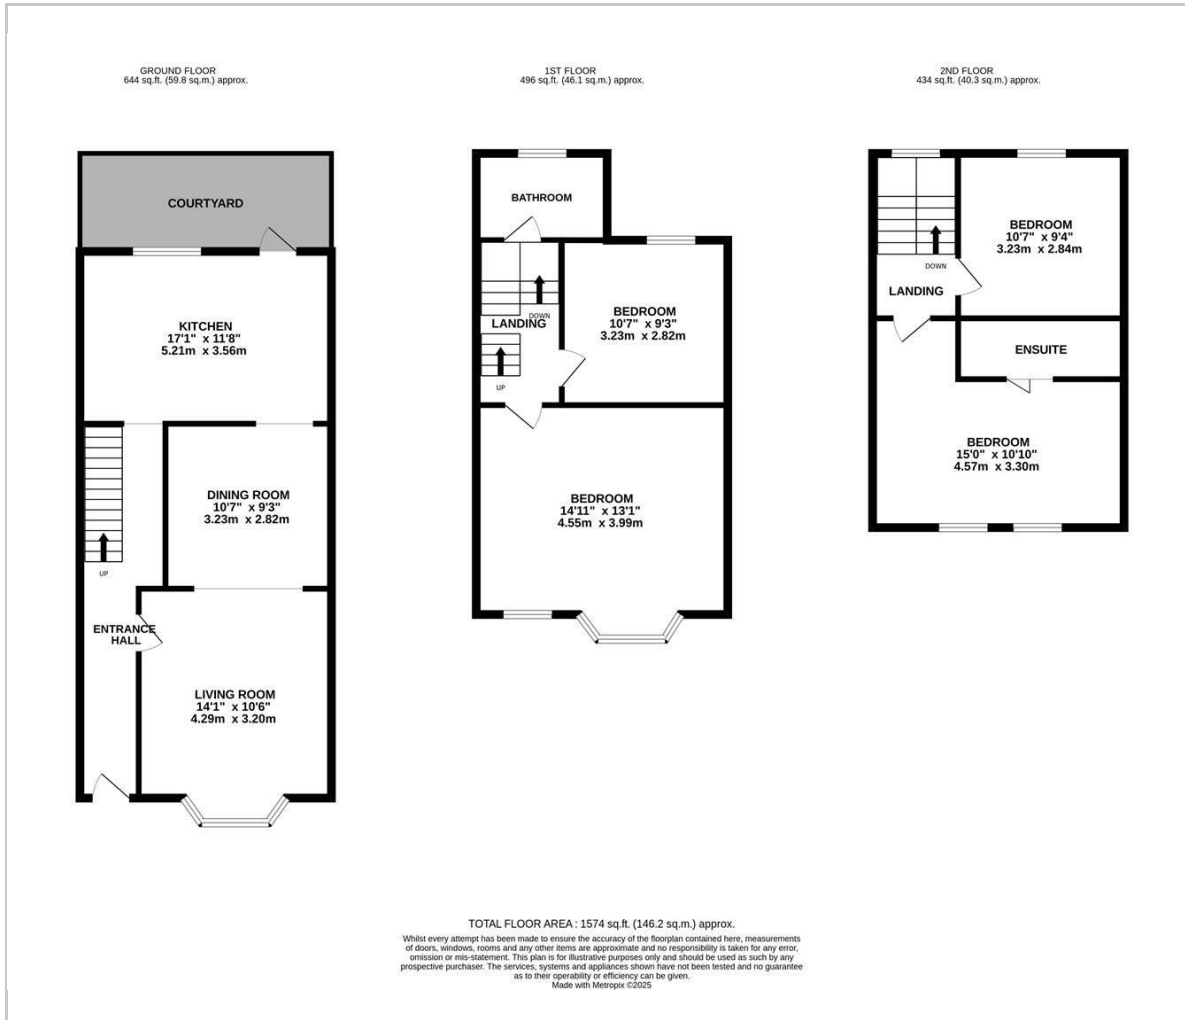 GROUND FLOOR
644 sq.ft. (59.8 sq.m.) approx.
COURTYARD
KITCHEN
17'1" x 11'8"
5.21m x 3.56m
DINING ROOM
10'7" x 9'3"
3.23m x 2.82m
UP
ENTRANCE
HALL
LIVING ROOM
14'1" x 10'6"
4.29m x 3.20m
1ST FLOOR
496 sq.ft. (46.1 sq.m.) approx.
BATHROOM
DOWN
LANDING
UP
BEDROOM
10'7" x 9'3"
3.23m x 2.82m
BEDROOM
14'11" x 13'1"
4.55m x 3.99m
2ND FLOOR
434 sq.ft. (40.3 sq.m.) approx.
BEDROOM
10'7" x 9'4"
3.23m x 2.84m
DOWN
LANDING
ENSUITE
BEDROOM
15'0" x 10'10"
4.57m x 3.30m
TOTAL FLOOR AREA : 1574 sq.ft. (146.2 sq.m.) approx.
Whilst every attempt has been made to ensure the accuracy of the floorplan contained here, measurements
of doors, windows, rooms and any other items are approximate and no responsibility is taken for any error,
omission or mis-statement. This plan is for illustrative purposes only and should be used as such by any
prospective purchaser. The services, systems and appliances shown have not been tested and no guarantee
as to their operability or efficiency can be given.
Made with Metropix ©2025